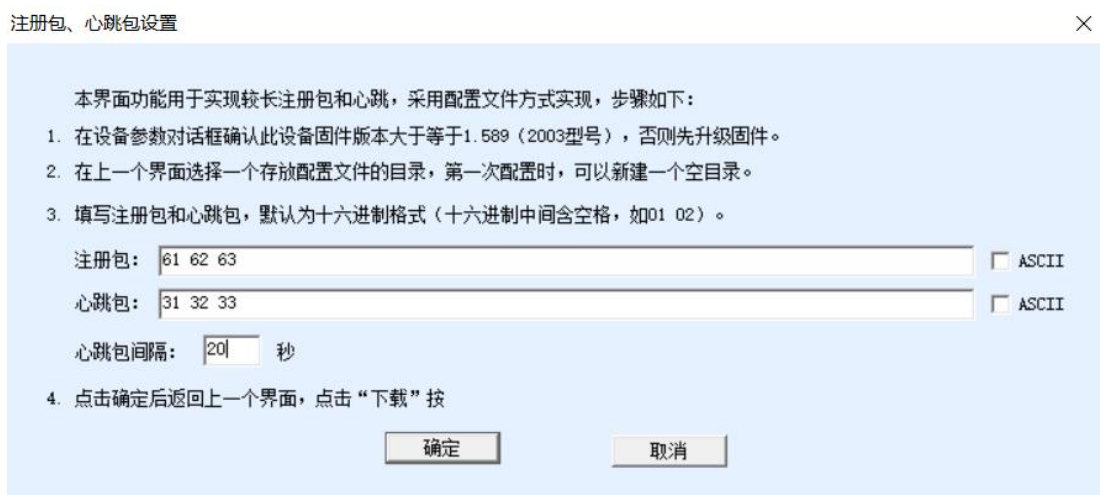 注册包、心跳包设置
本界面功能用于实现较长注册包和心跳，采用配置文件方式实现，步骤如下：
1. 在设备参数对话框确认此设备固件版本大于等于1.589（2003型号），否则先升级固件。
2. 在上一个界面选择一个存放配置文件的目录，第一次配置时，可以新建一个空目录。
3. 填写注册包和心跳包，默认为十六进制格式（十六进制中间含空格，如01 02）。
注册包： 61 62 63 ASCII
心跳包： 31 32 33 ASCII
心跳包间隔： 20 秒
4. 点击确定后返回上一个界面，点击“下载”按
确定 取消